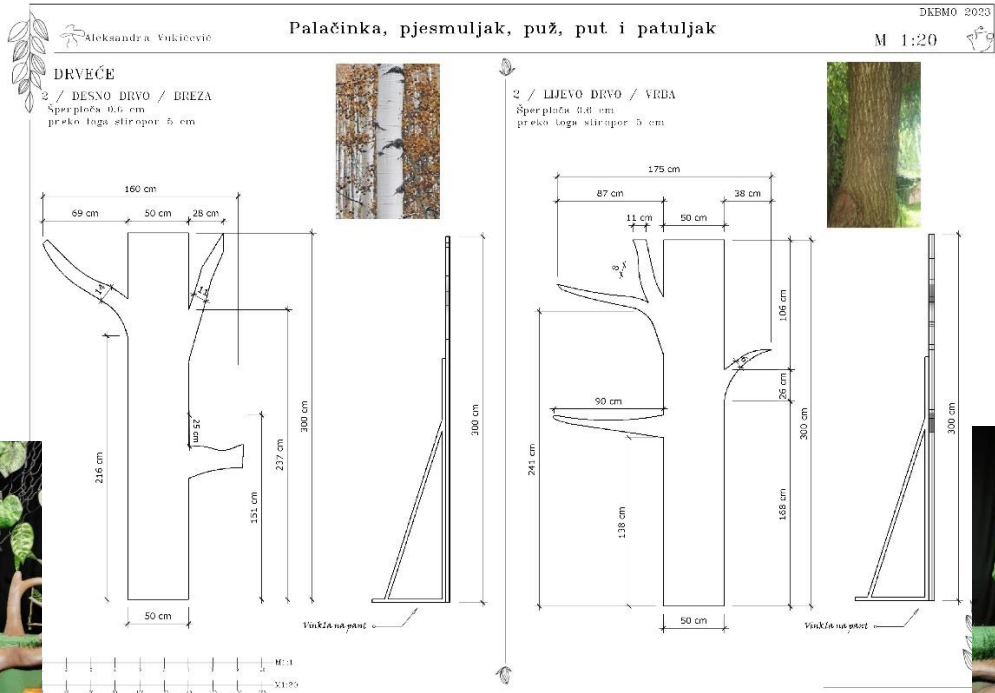 DKBMO 2023
Aleksandra Vukićević
Palačinka, pjesmuljak, puž, put i patuljak
M 1:20
DRVEĆE
2 / DESNO DRVO / BREZA
Šperploča 0.6 cm
preko toga stiropor 5 cm
160 cm
69 cm
50 cm
28 cm
14
11
25 cm
216 cm
151 cm
237 cm
300 cm
50 cm
300 cm
Vinkla na pant
M1:1
M1:20
2 / LIJEVO DRVO / VRBA
Šperploča 0.6 cm
preko toga stiropor 5 cm
175 cm
87 cm
38 cm
11 cm
50 cm
8
106 cm
26 cm
90 cm
241 cm
138 cm
168 cm
300 cm
50 cm
300 cm
Vinkla na pant